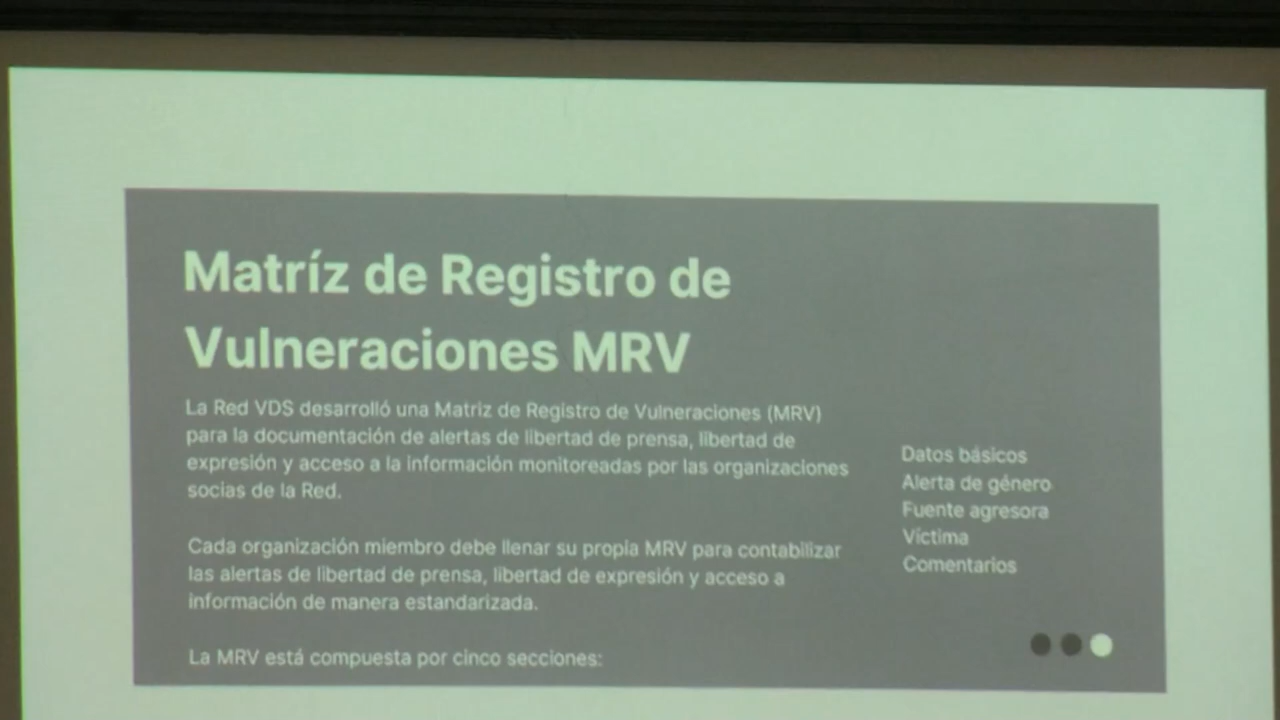 Matríz de Registro de
Vulneraciones MRV
La Red VDS desarrolló una Matriz de Registro de Vulneraciones (MRV)
para la documentación de alertas de libertad de prensa, libertad de
expresión y acceso a la información monitoreadas por las organizaciones
socias de la Red.
Cada organización miembro debe llenar su propia MRV para contabilizar
las alertas de libertad de prensa, libertad de expresión y acceso a
información de manera estandarizada.
La MRV está compuesta por cinco secciones:
Datos básicos
Alerta de género
Fuente agresora
Víctima
Comentarios